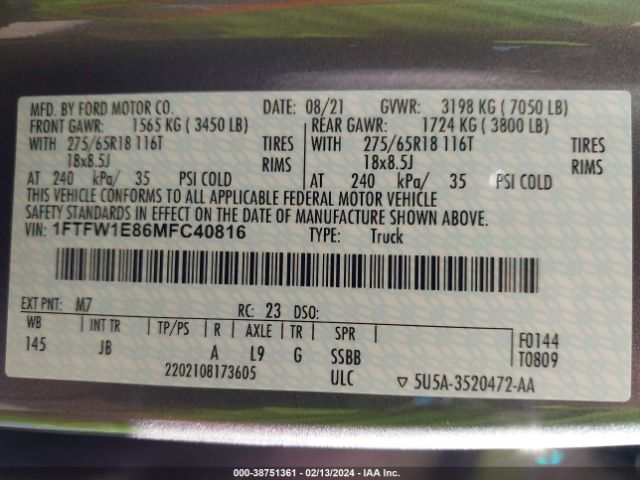 MFD. BY FORD MOTOR CO. DATE: 08/21 GVWR: 3198 KG ( 7050 LB)
FRONT GAWR: 1565 KG ( 3450 LB) REAR GAWR: 1724 KG ( 3800 LB)
WITH 275/65R18 116T TIRES WITH 275/65R18 116T TIRES
18x8.5J RIMS 18x8.5J RIMS
AT 240 kPa/ 35 PSI COLD AT 240 kPa/ 35 PSI COLD
THIS VEHICLE CONFORMS TO ALL APPLICABLE FEDERAL MOTOR VEHICLE
SAFETY STANDARDS IN EFFECT ON THE DATE OF MANUFACTURE SHOWN ABOVE.
VIN: 1FTFW1E86MFC40816 TYPE: Truck
EXT PNT: M7 RC: 23 DSO:
WB INT TR TP/PS R AXLE TR SPR F0144
145 JB A L9 G SSBB T0809
2202108173605 ULC ▽ 5U5A-3520472-AA
000-38751361 - 02/13/2024 - IAA Inc.